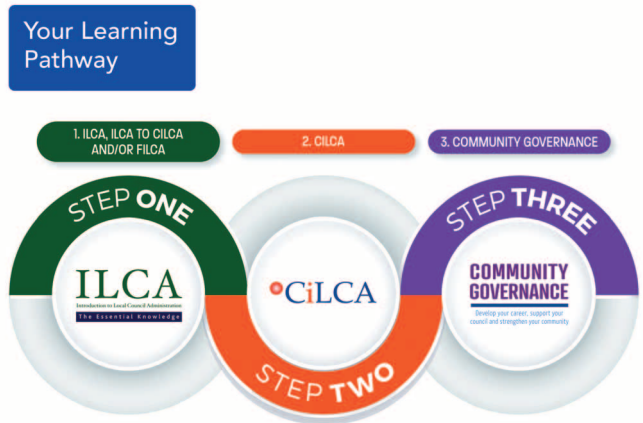 Your Learning
Pathway
1. ILCA, ILCA TO CILCA
AND/OR FILCA
2. CILCA
3. COMMUNITY GOVERNANCE
STEP ONE
ILCA
Introduction to Local Council Administration
The Essential Knowledge
CiLCA
STEP TWO
STEP THREE
COMMUNITY
GOVERNANCE
Develop your career, support your
council and strengthen your community